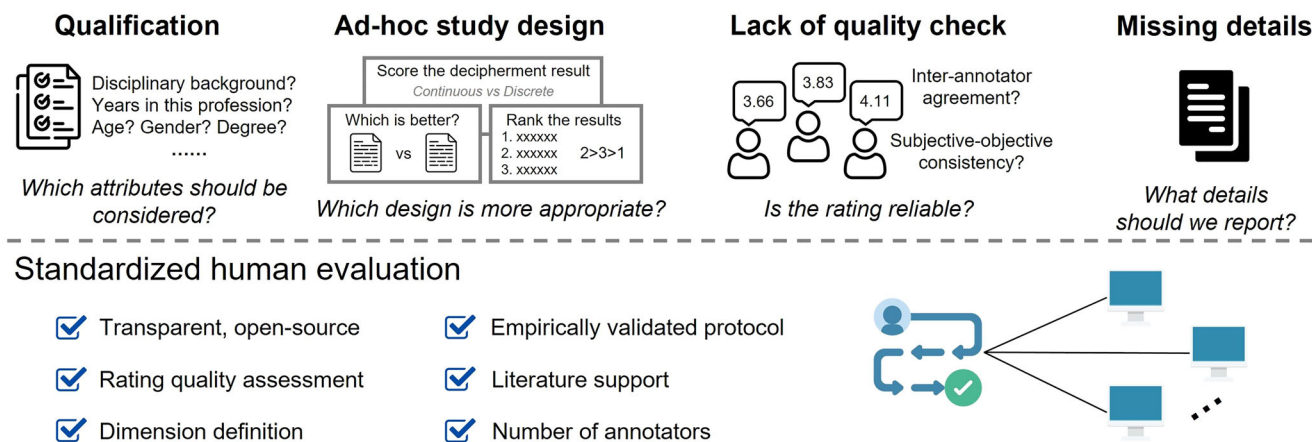 Qualification
Disciplinary background?
Years in this profession?
Age? Gender? Degree?
......
Which attributes should be
considered?
Ad-hoc study design
Score the decipherment result
Continuous vs Discrete
Which is better?
vs
Rank the results
1. xxxxxx
2. xxxxxx
3. xxxxxx
2>3>1
Which design is more appropriate?
Lack of quality check
3.66
3.83
4.11
Inter-annotator
agreement?
Subjective-objective
consistency?
Is the rating reliable?
Missing details
What details
should we report?
Standardized human evaluation
Transparent, open-source
Rating quality assessment
Dimension definition
Empirically validated protocol
Literature support
Number of annotators